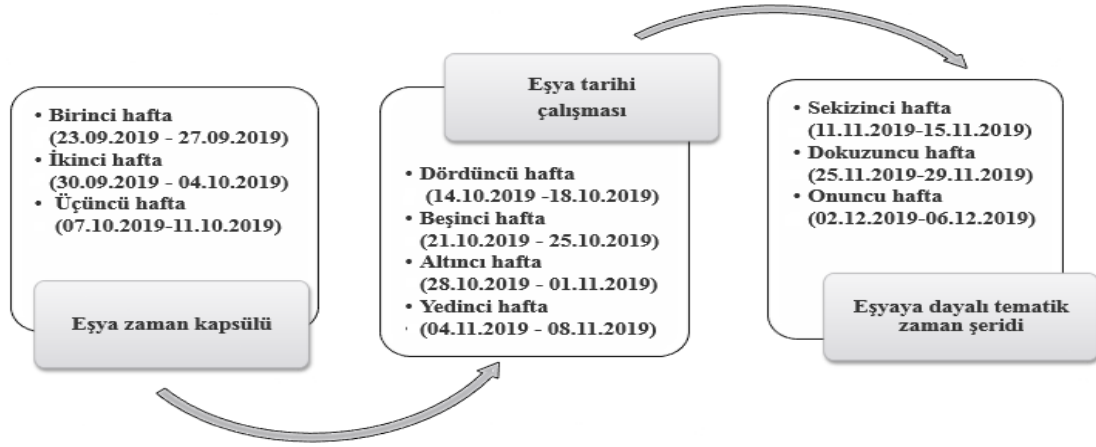 • Birinci hafta
(23.09.2019 - 27.09.2019)
• İkinci hafta
(30.09.2019 - 04.10.2019)
• Üçüncü hafta
(07.10.2019-11.10.2019)
Eşya zaman kapsülü
Eşya tarihi
çalışması
• Dördüncü hafta
(14.10.2019 -18.10.2019)
• Beşinci hafta
(21.10.2019 - 25.10.2019)
• Altıncı hafta
(28.10.2019 - 01.11.2019)
• Yedinci hafta
(04.11.2019 - 08.11.2019)
• Sekizinci hafta
(11.11.2019-15.11.2019)
• Dokuzuncu hafta
(25.11.2019-29.11.2019)
• Onuncu hafta
(02.12.2019-06.12.2019)
Eşyaya dayalı tematik
zaman şeridi